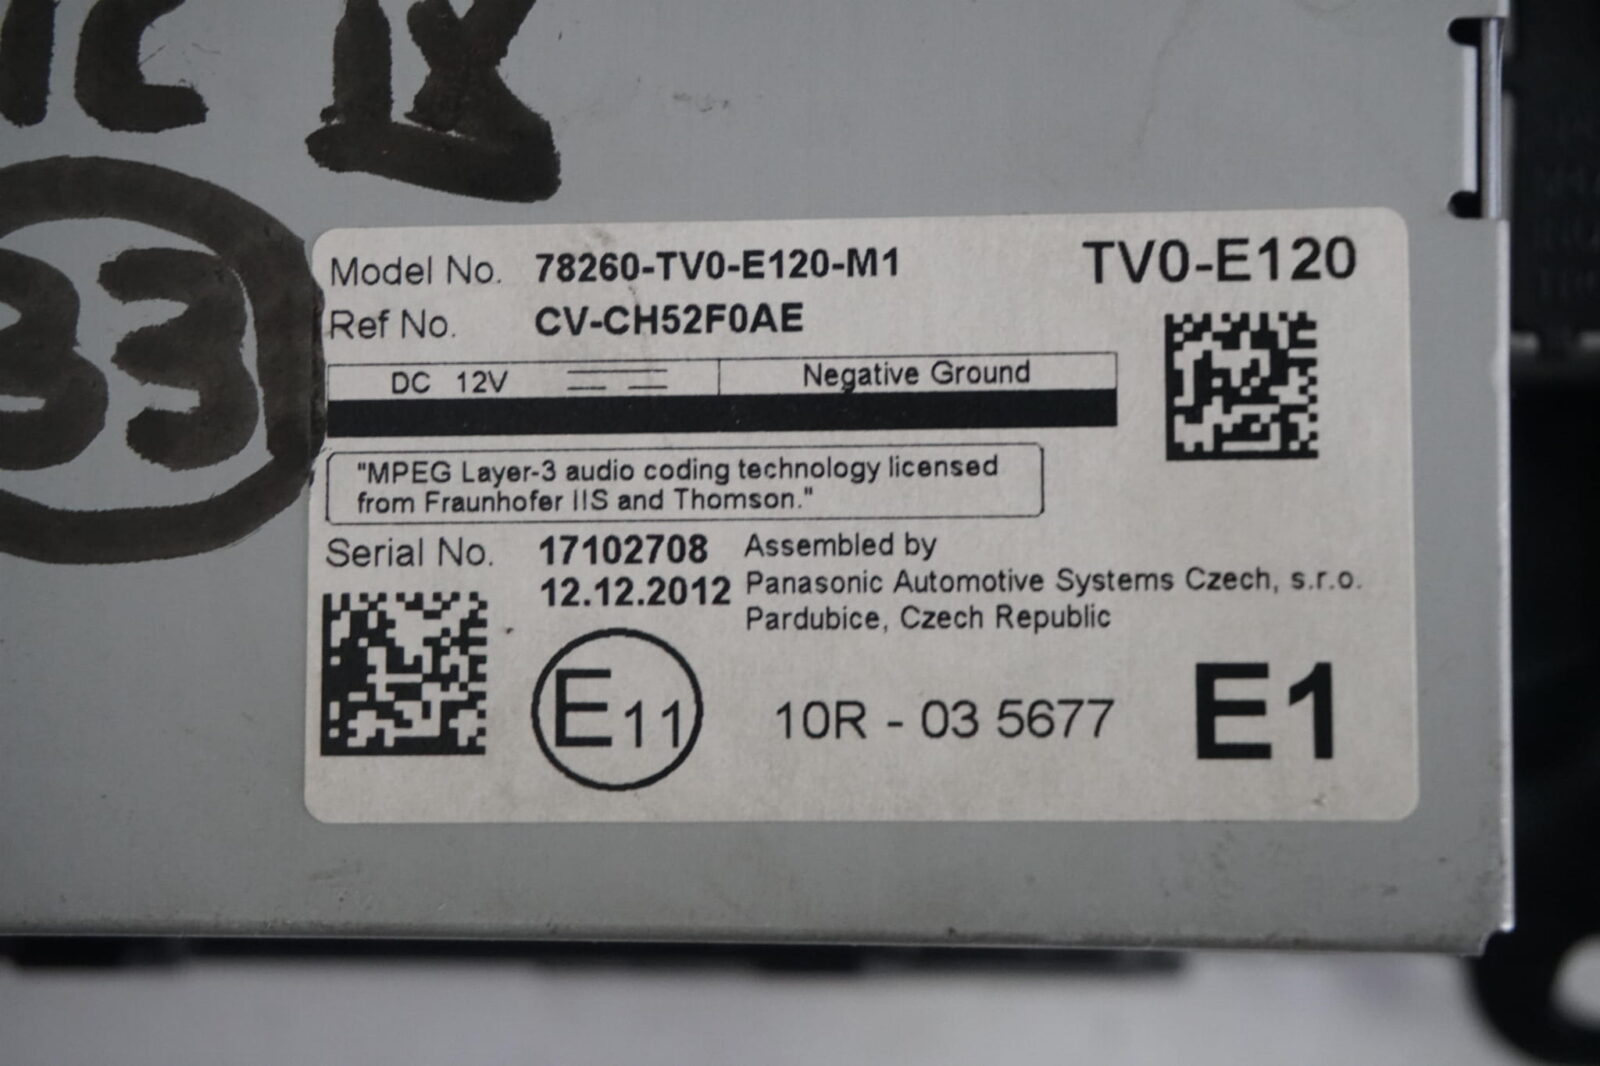 IC IX
33
Model No. 78260-TV0-E120-M1 TV0-E120
Ref No. CV-CH52F0AE
DC 12V Negative Ground
"MPEG Layer-3 audio coding technology licensed
from Fraunhofer IIS and Thomson."
Serial No. 17102708 Assembled by
12.12.2012 Panasonic Automotive Systems Czech, s.r.o.
Pardubice, Czech Republic
E11 10R - 03 5677 E1